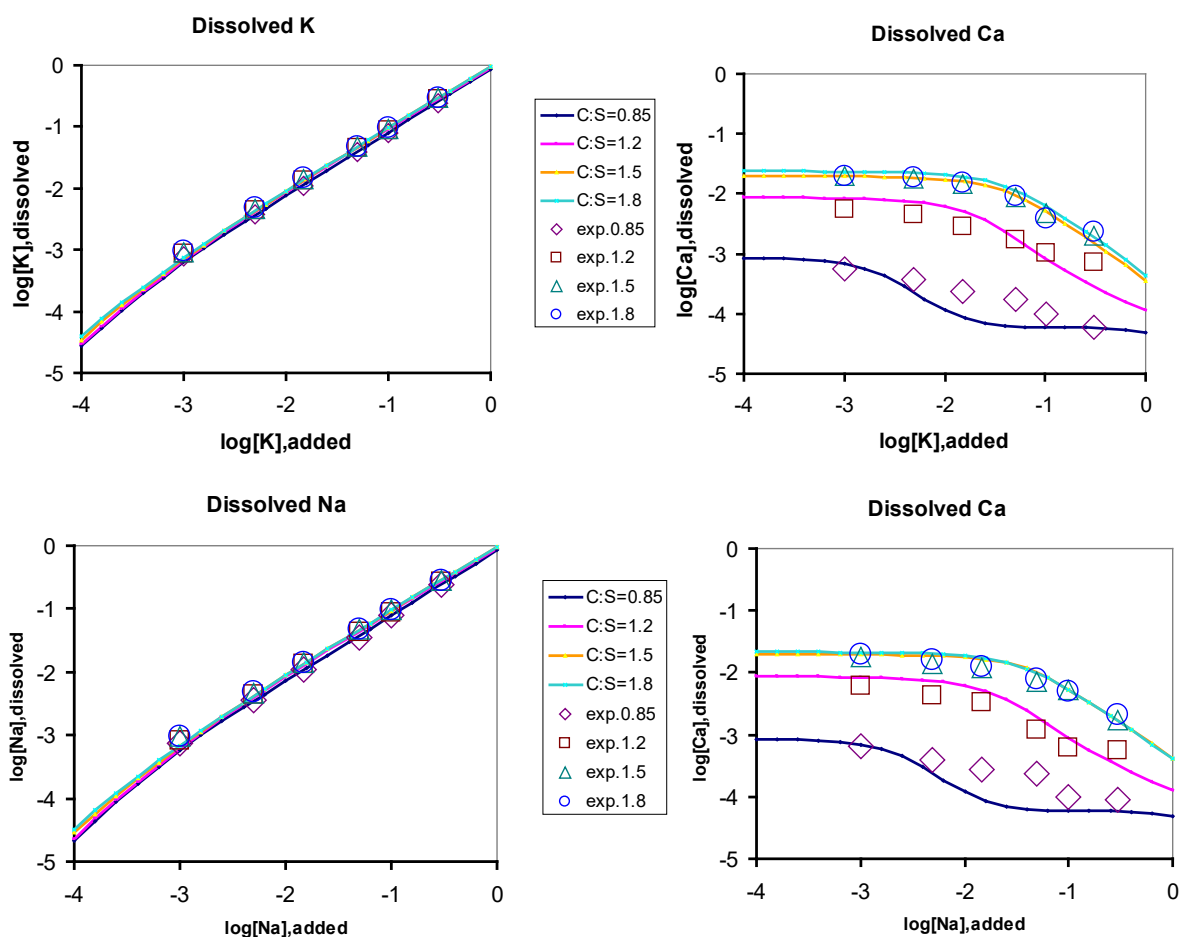 Dissolved K
0
-1
-2
-3
-4
-5
-4 -3 -2 -1 0
log[K],dissolved
log[K],added
C:S=0.85
C:S=1.2
C:S=1.5
C:S=1.8
exp.0.85
exp.1.2
exp.1.5
exp.1.8
Dissolved Ca
0
-1
-2
-3
-4
-5
-4 -3 -2 -1 0
log[Ca],dissolved
log[K],added
Dissolved Na
0
-1
-2
-3
-4
-5
-4 -3 -2 -1 0
log[Na],dissolved
log[Na],added
C:S=0.85
C:S=1.2
C:S=1.5
C:S=1.8
exp.0.85
exp.1.2
exp.1.5
exp.1.8
Dissolved Ca
0
-1
-2
-3
-4
-5
-4 -3 -2 -1 0
log[Ca],dissolved
log[Na],added